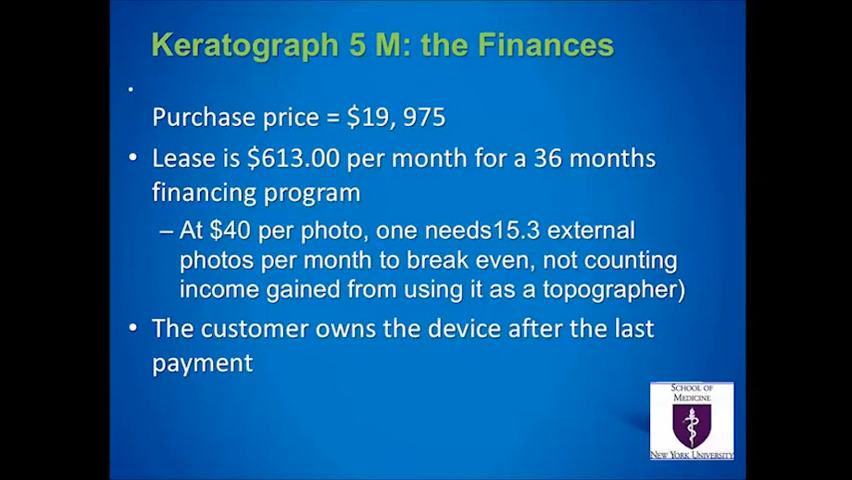 Keratograph 5 M: the Finances
•
Purchase price = $19, 975
• Lease is $613.00 per month for a 36 months
financing program
– At $40 per photo, one needs15.3 external
photos per month to break even, not counting
income gained from using it as a topographer)
• The customer owns the device after the last
payment
SCHOOL OF
MEDICINE
NEW YORK UNIVERSITY